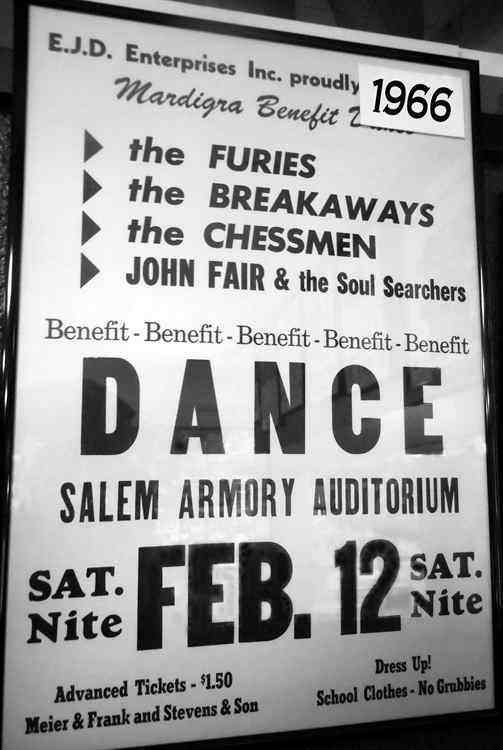 E.J.D. Enterprises Inc. proudly
1966
Mardigra Benefit
the FURIES
the BREAKAWAYS
the CHESSMEN
JOHN FAIR & the Soul Searchers
Benefit - Benefit - Benefit - Benefit - Benefit
DANCE
SALEM ARMORY AUDITORIUM
SAT. Nite FEB. 12 SAT. Nite
Advanced Tickets - $1.50
Meier & Frank and Stevens & Son
Dress Up!
School Clothes - No Grubbies